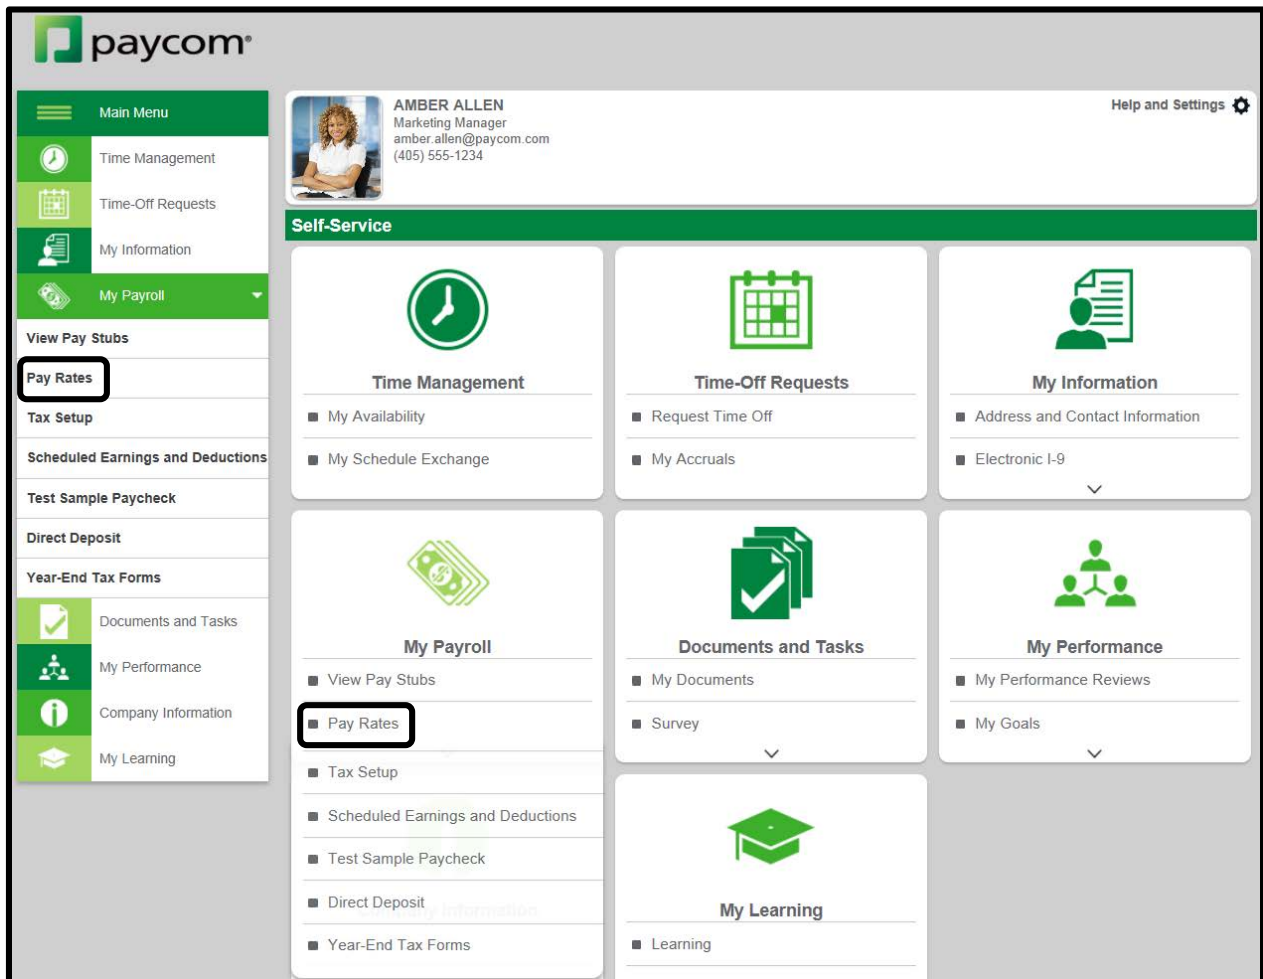 paycom
Main Menu
Time Management
Time-Off Requests
My Information
My Payroll
View Pay Stubs
Pay Rates
Tax Setup
Scheduled Earnings and Deductions
Test Sample Paycheck
Direct Deposit
Year-End Tax Forms
Documents and Tasks
My Performance
Company Information
My Learning
AMBER ALLEN
Marketing Manager
amber.allen@paycom.com
(405) 555-1234
Help and Settings
Self-Service
Time Management
My Availability
My Schedule Exchange
Time-Off Requests
Request Time Off
My Accruals
My Information
Address and Contact Information
Electronic I-9
My Payroll
View Pay Stubs
Pay Rates
Tax Setup
Scheduled Earnings and Deductions
Test Sample Paycheck
Direct Deposit
Year-End Tax Forms
Documents and Tasks
My Documents
Survey
My Performance
My Performance Reviews
My Goals
My Learning
Learning